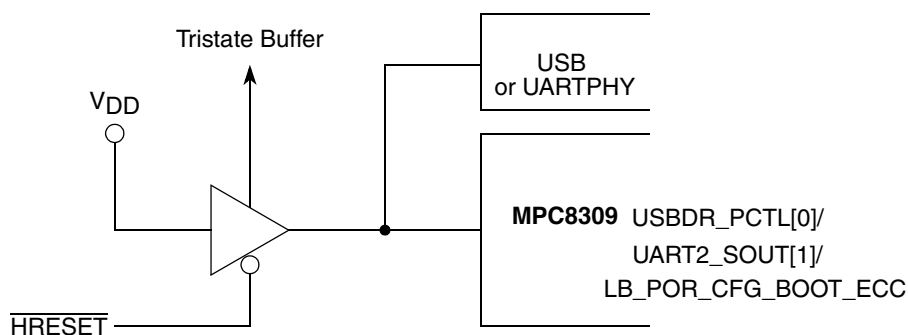 Tristate Buffer
USB
or UARTPHY
VDD
MPC8309 USBDR_PCTL[0]/
UART2_SOUT[1]/
LB_POR_CFG_BOOT_ECC
HRESET